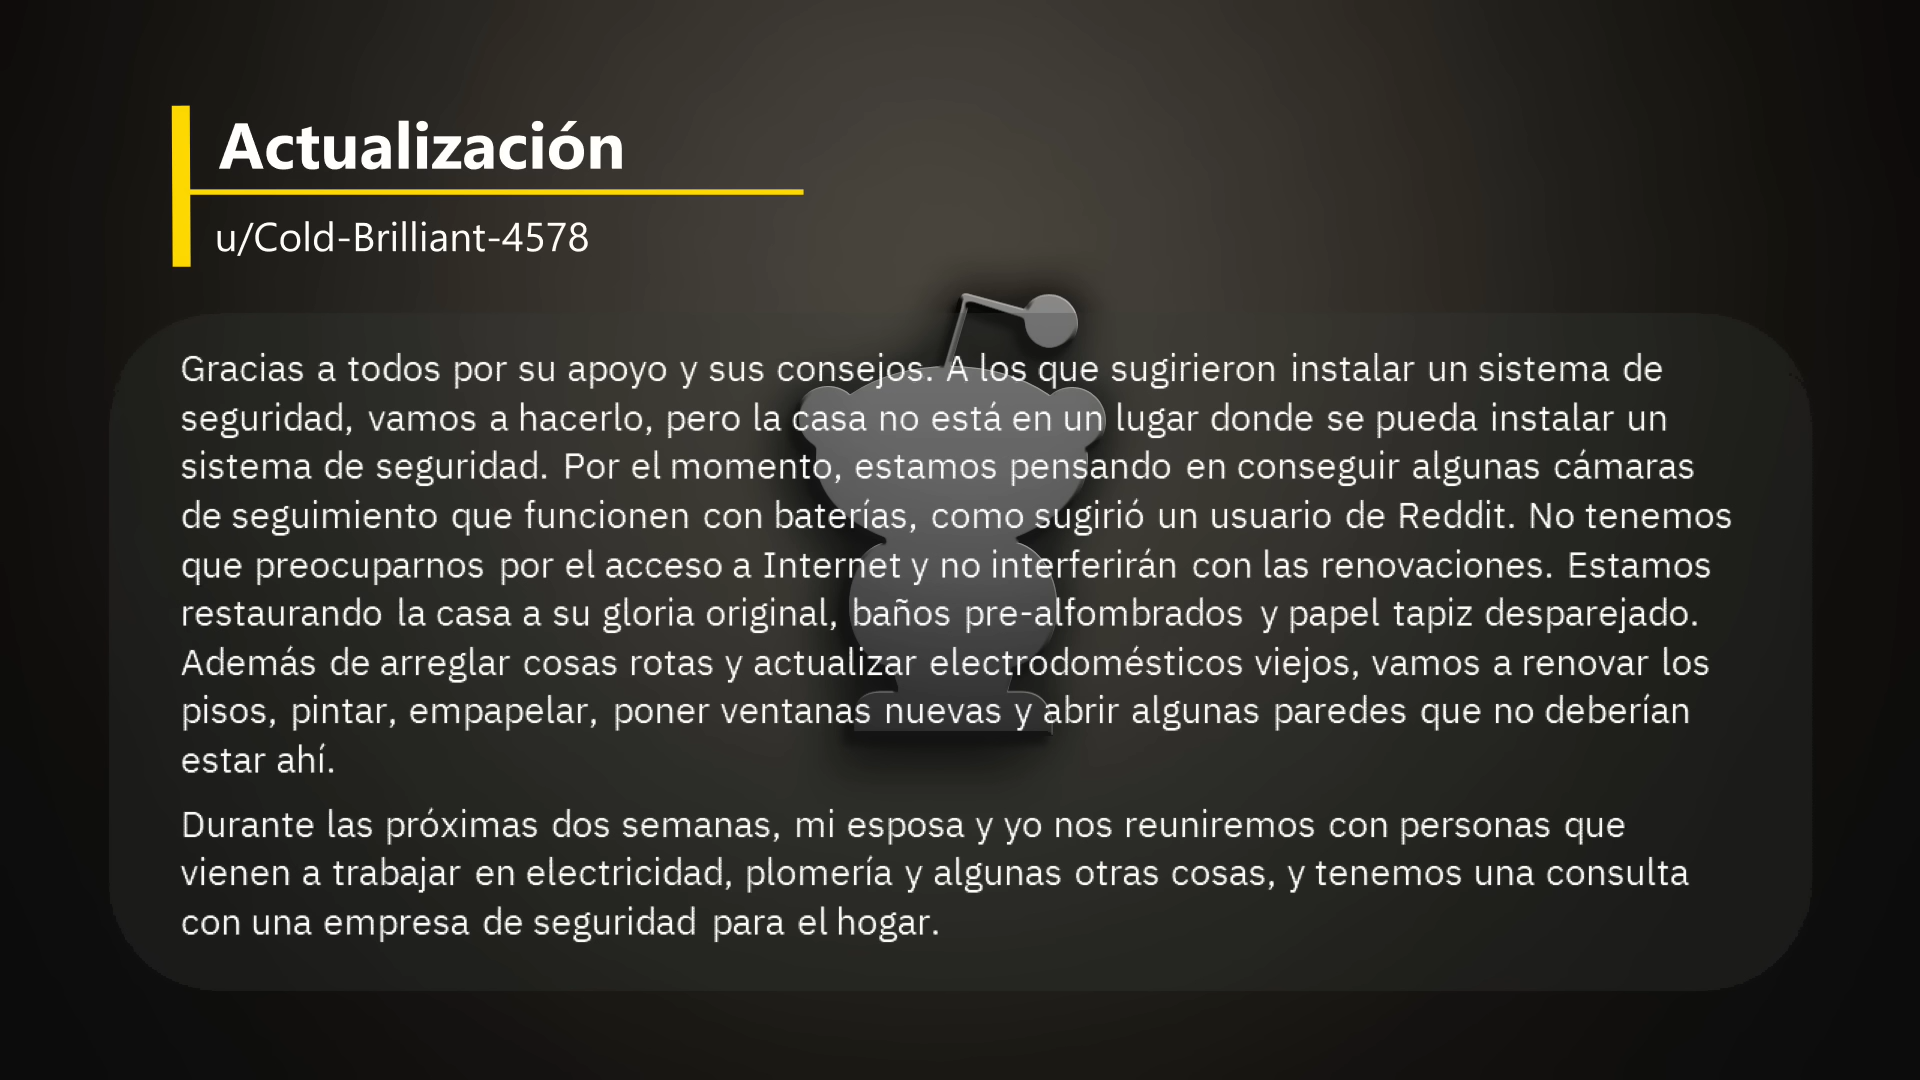 Actualización
u/Cold-Brilliant-4578
Gracias a todos por su apoyo y sus consejos. A los que sugirieron instalar un sistema de
seguridad, vamos a hacerlo, pero la casa no está en un lugar donde se pueda instalar un
sistema de seguridad. Por el momento, estamos pensando en conseguir algunas cámaras
de seguimiento que funcionen con baterías, como sugirió un usuario de Reddit. No tenemos
que preocuparnos por el acceso a Internet y no interferirán con las renovaciones. Estamos
restaurando la casa a su gloria original, baños pre-alfombrados y papel tapiz desparejado.
Además de arreglar cosas rotas y actualizar electrodomésticos viejos, vamos a renovar los
pisos, pintar, empapelar, poner ventanas nuevas y abrir algunas paredes que no deberían
estar ahí.
Durante las próximas dos semanas, mi esposa y yo nos reuniremos con personas que
vienen a trabajar en electricidad, plomería y algunas otras cosas, y tenemos una consulta
con una empresa de seguridad para el hogar.